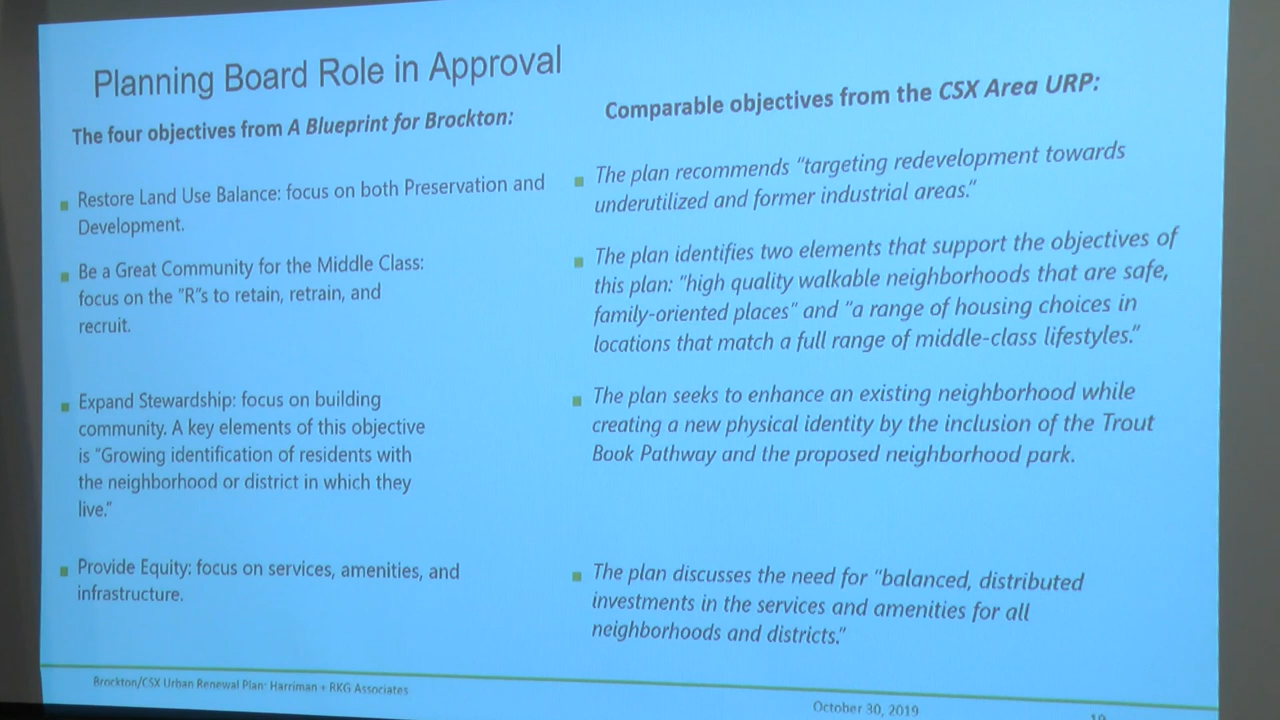 Planning Board Role in Approval
The four objectives from A Blueprint for Brockton:
Restore Land Use Balance: focus on both Preservation and
Development.
Be a Great Community for the Middle Class:
focus on the "R"s to retain, retrain, and
recruit.
Expand Stewardship: focus on building
community. A key elements of this objective
is "Growing identification of residents with
the neighborhood or district in which they
live."
Provide Equity: focus on services, amenities, and
infrastructure.
Comparable objectives from the CSX Area URP:
The plan recommends "targeting redevelopment towards
underutilized and former industrial areas."
The plan identifies two elements that support the objectives of
this plan: "high quality walkable neighborhoods that are safe,
family-oriented places" and "a range of housing choices in
locations that match a full range of middle-class lifestyles."
The plan seeks to enhance an existing neighborhood while
creating a new physical identity by the inclusion of the Trout
Book Pathway and the proposed neighborhood park.
The plan discusses the need for "balanced, distributed
investments in the services and amenities for all
neighborhoods and districts."
Brockton/CSX Urban Renewal Plan: Harriman + RKG Associates
October 30, 2019